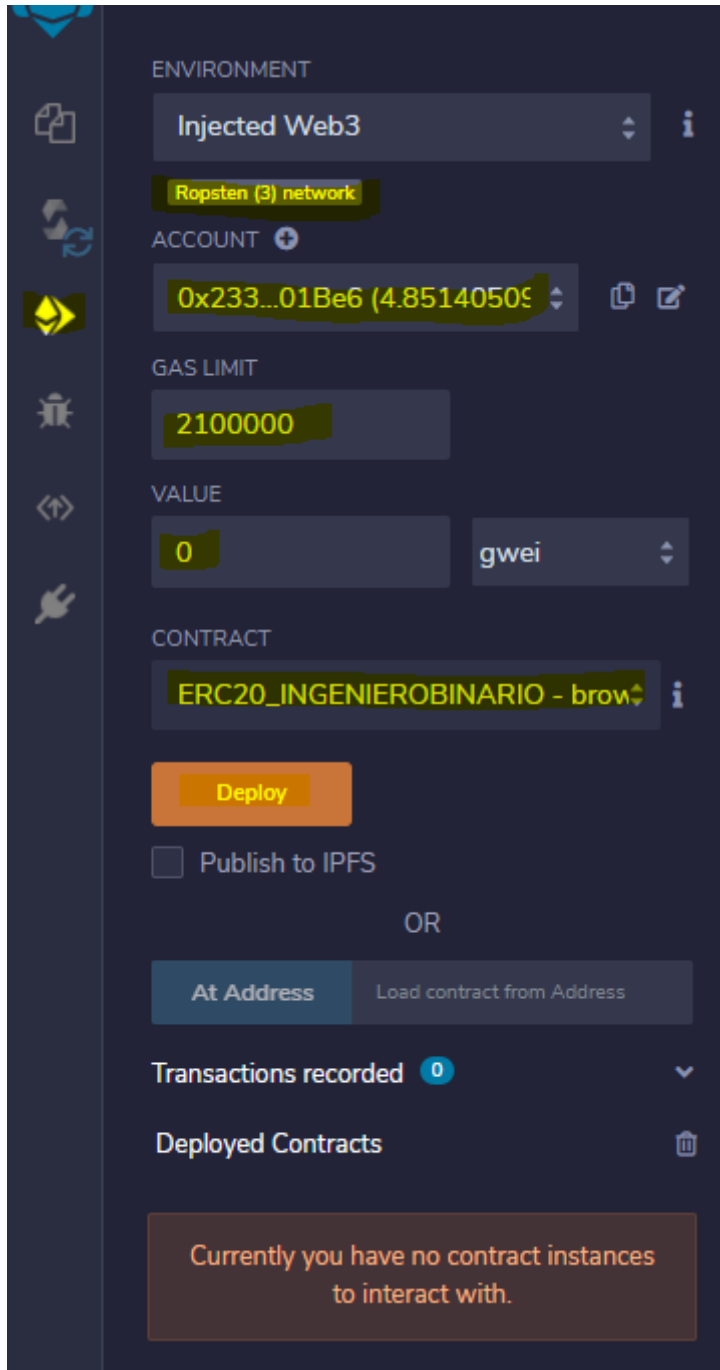 ENVIRONMENT
Injected Web3
Ropsten (3) network
ACCOUNT
0x233...01Be6 (4.85140509
GAS LIMIT
2100000
VALUE
0 gwei
CONTRACT
ERC20_INGENIEROBINARIO - brow
Deploy
Publish to IPFS
OR
At Address Load contract from Address
Transactions recorded 0
Deployed Contracts
Currently you have no contract instances
to interact with.